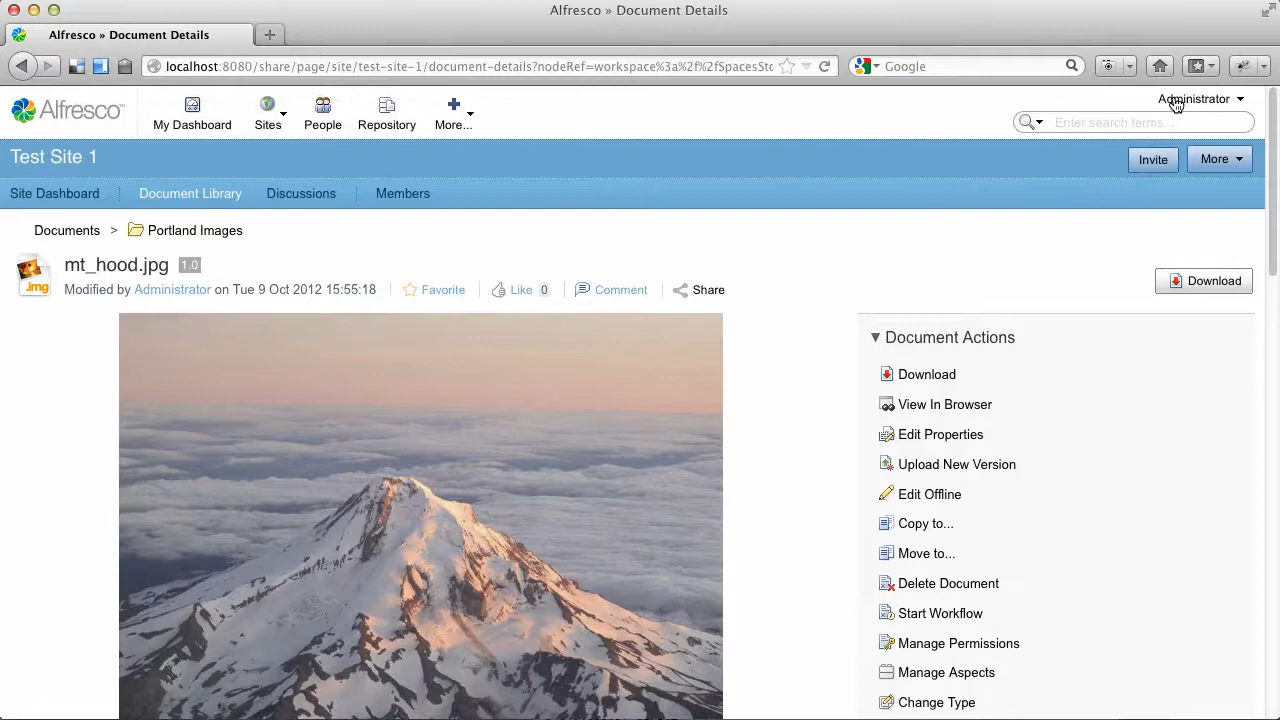 Alfresco » Document Details
Alfresco » Document Details
localhost:8080/share/page/site/test-site-1/document-details?nodeRef=workspace%3a%2f%2fSpacesSto
Google
Alfresco™
My Dashboard
Sites
People
Repository
More...
Administrator
Enter search terms...
Test Site 1
Invite
More
Site Dashboard
Document Library
Discussions
Members
Documents > Portland Images
.img
mt_hood.jpg 1.0
Modified by Administrator on Tue 9 Oct 2012 15:55:18
Favorite
Like 0
Comment
Share
Download
Document Actions
Download
View In Browser
Edit Properties
Upload New Version
Edit Offline
Copy to...
Move to...
Delete Document
Start Workflow
Manage Permissions
Manage Aspects
Change Type